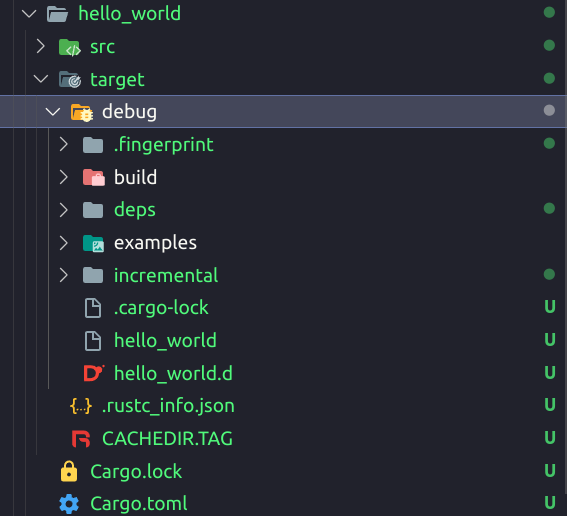 hello_world
src
target
debug
.fingerprint
build
deps
examples
incremental
.cargo-lock U
hello_world U
hello_world.d U
{..} .rustc_info.json U
CACHEDIR.TAG U
Cargo.lock U
Cargo.toml U